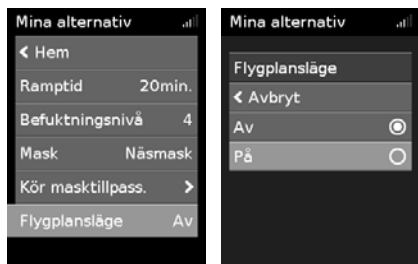 Mina alternativ
< Hem
Ramptid 20min.
Befuktningsnivå 4
Mask Näsmask
Kör masktillpass. >
Flygplansläge Av
Mina alternativ
Flygplansläge
< Avbryt
Av
På